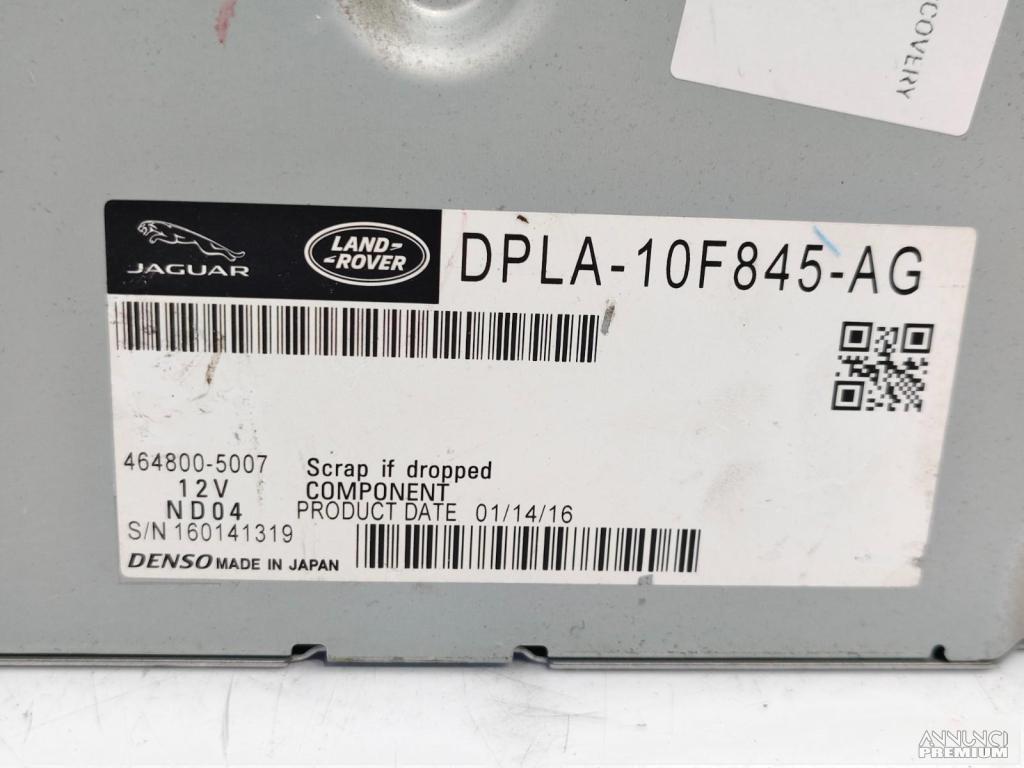 COVERY
JAGUAR
LAND-
-ROVER
DPLA-10F845-AG
464800-5007
12V
ND04
S/N 160141319
Scrap if dropped
COMPONENT
PRODUCT DATE 01/14/16
DENSO MADE IN JAPAN
ANNUNCI
PREMIUM